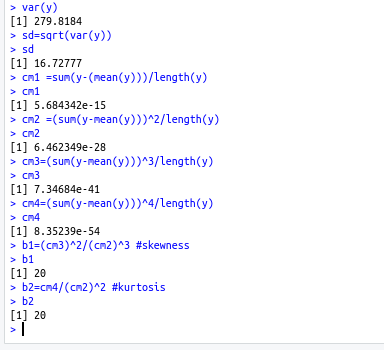 > var(y)
[1] 279.8184
> sd=sqrt(var(y))
> sd
[1] 16.72777
> cm1 =sum(y-(mean(y)))/length(y)
> cm1
[1] 5.684342e-15
> cm2 =(sum(y-mean(y)))^2/length(y)
> cm2
[1] 6.462349e-28
> cm3=(sum(y-mean(y)))^3/length(y)
> cm3
[1] 7.34684e-41
> cm4=(sum(y-mean(y)))^4/length(y)
> cm4
[1] 8.35239e-54
> b1=(cm3)^2/(cm2)^3 #skewness
> b1
[1] 20
> b2=cm4/(cm2)^2 #kurtosis
> b2
[1] 20
>